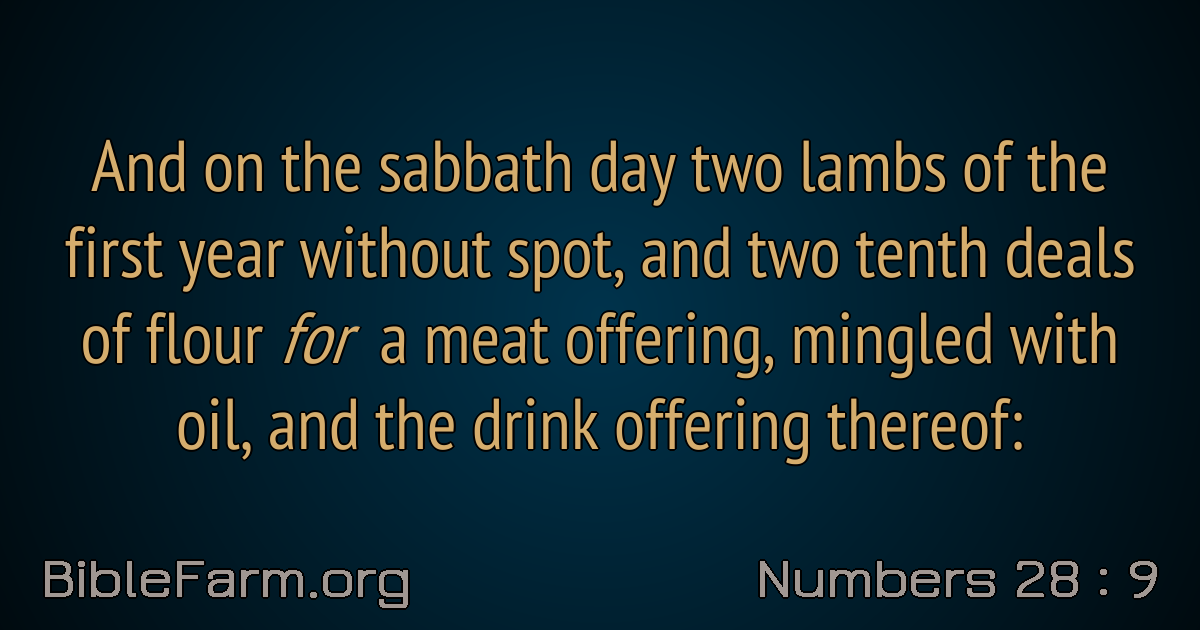 And on the sabbath day two lambs of the
first year without spot, and two tenth deals
of flour for a meat offering, mingled with
oil, and the drink offering thereof:
BibleFarm.org
Numbers 28 : 9